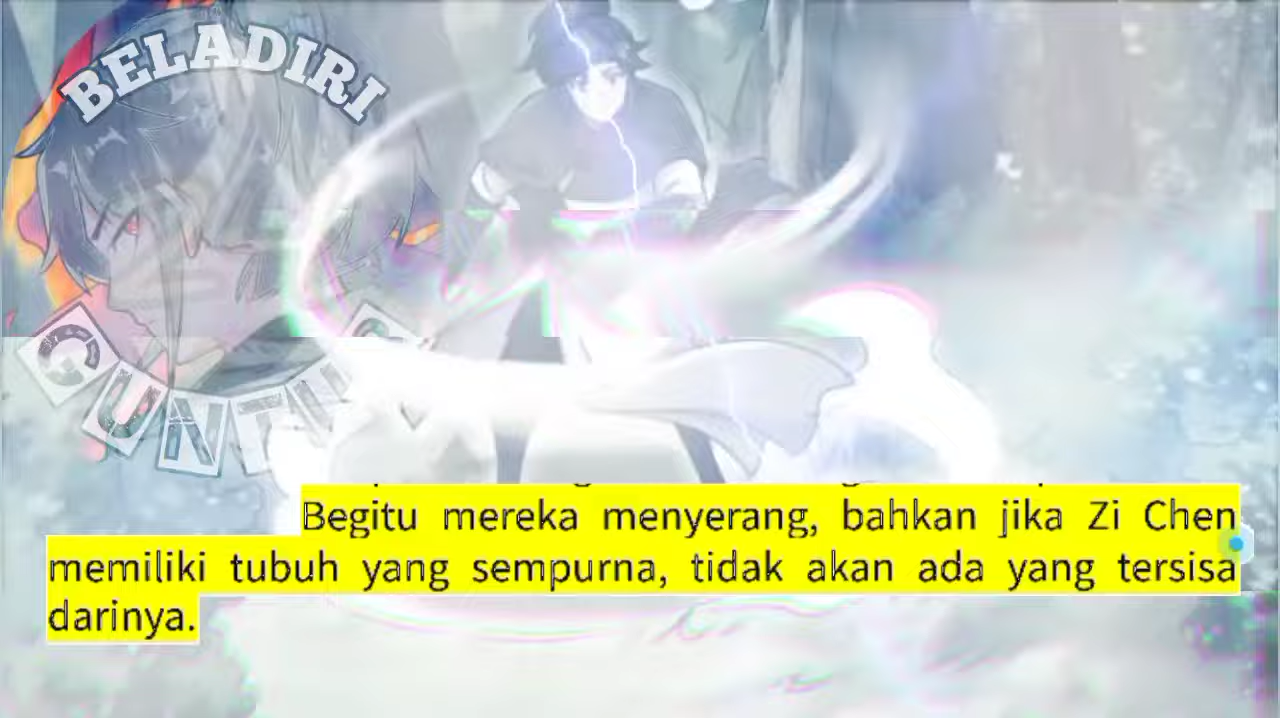 BELADIRI
Begitu mereka menyerang, bahkan jika Zi Chen
memiliki tubuh yang sempurna, tidak akan ada yang tersisa
darinya.